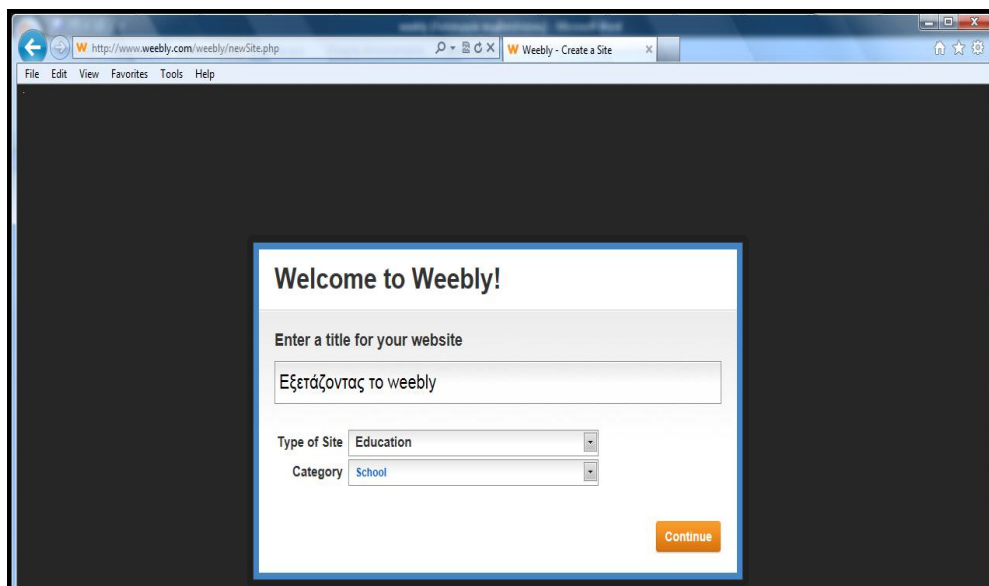 http://www.weebly.com/weebly/newSite.php
W Weebly - Create a Site
File Edit View Favorites Tools Help
Welcome to Weebly!
Enter a title for your website
Εξετάζοντας το weebly
Type of Site Education
Category School
Continue